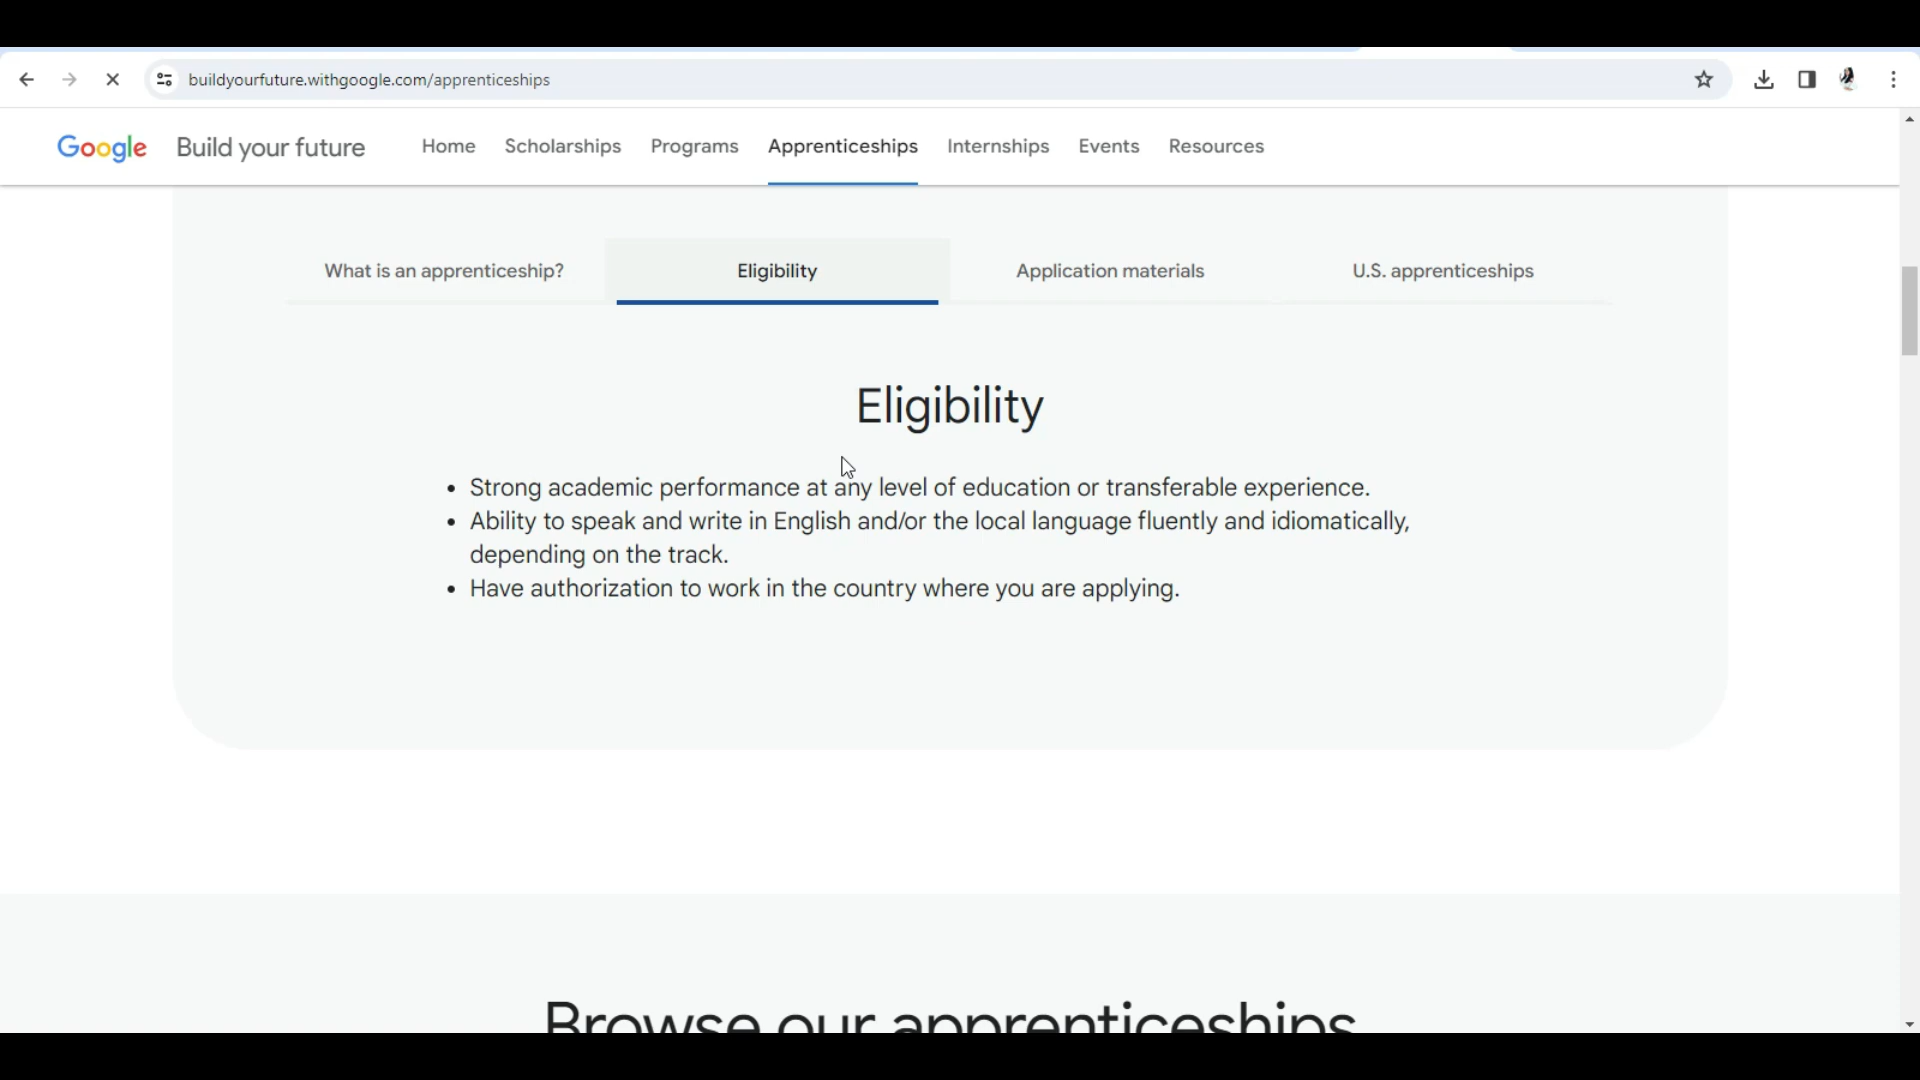 buildyourfuture.withgoogle.com/apprenticeships
Google Build your future Home Scholarships Programs Apprenticeships Internships Events Resources
What is an apprenticeship? Eligibility Application materials U.S. apprenticeships
Eligibility
• Strong academic performance at any level of education or transferable experience.
• Ability to speak and write in English and/or the local language fluently and idiomatically,
depending on the track.
• Have authorization to work in the country where you are applying.
Browse our apprenticeships